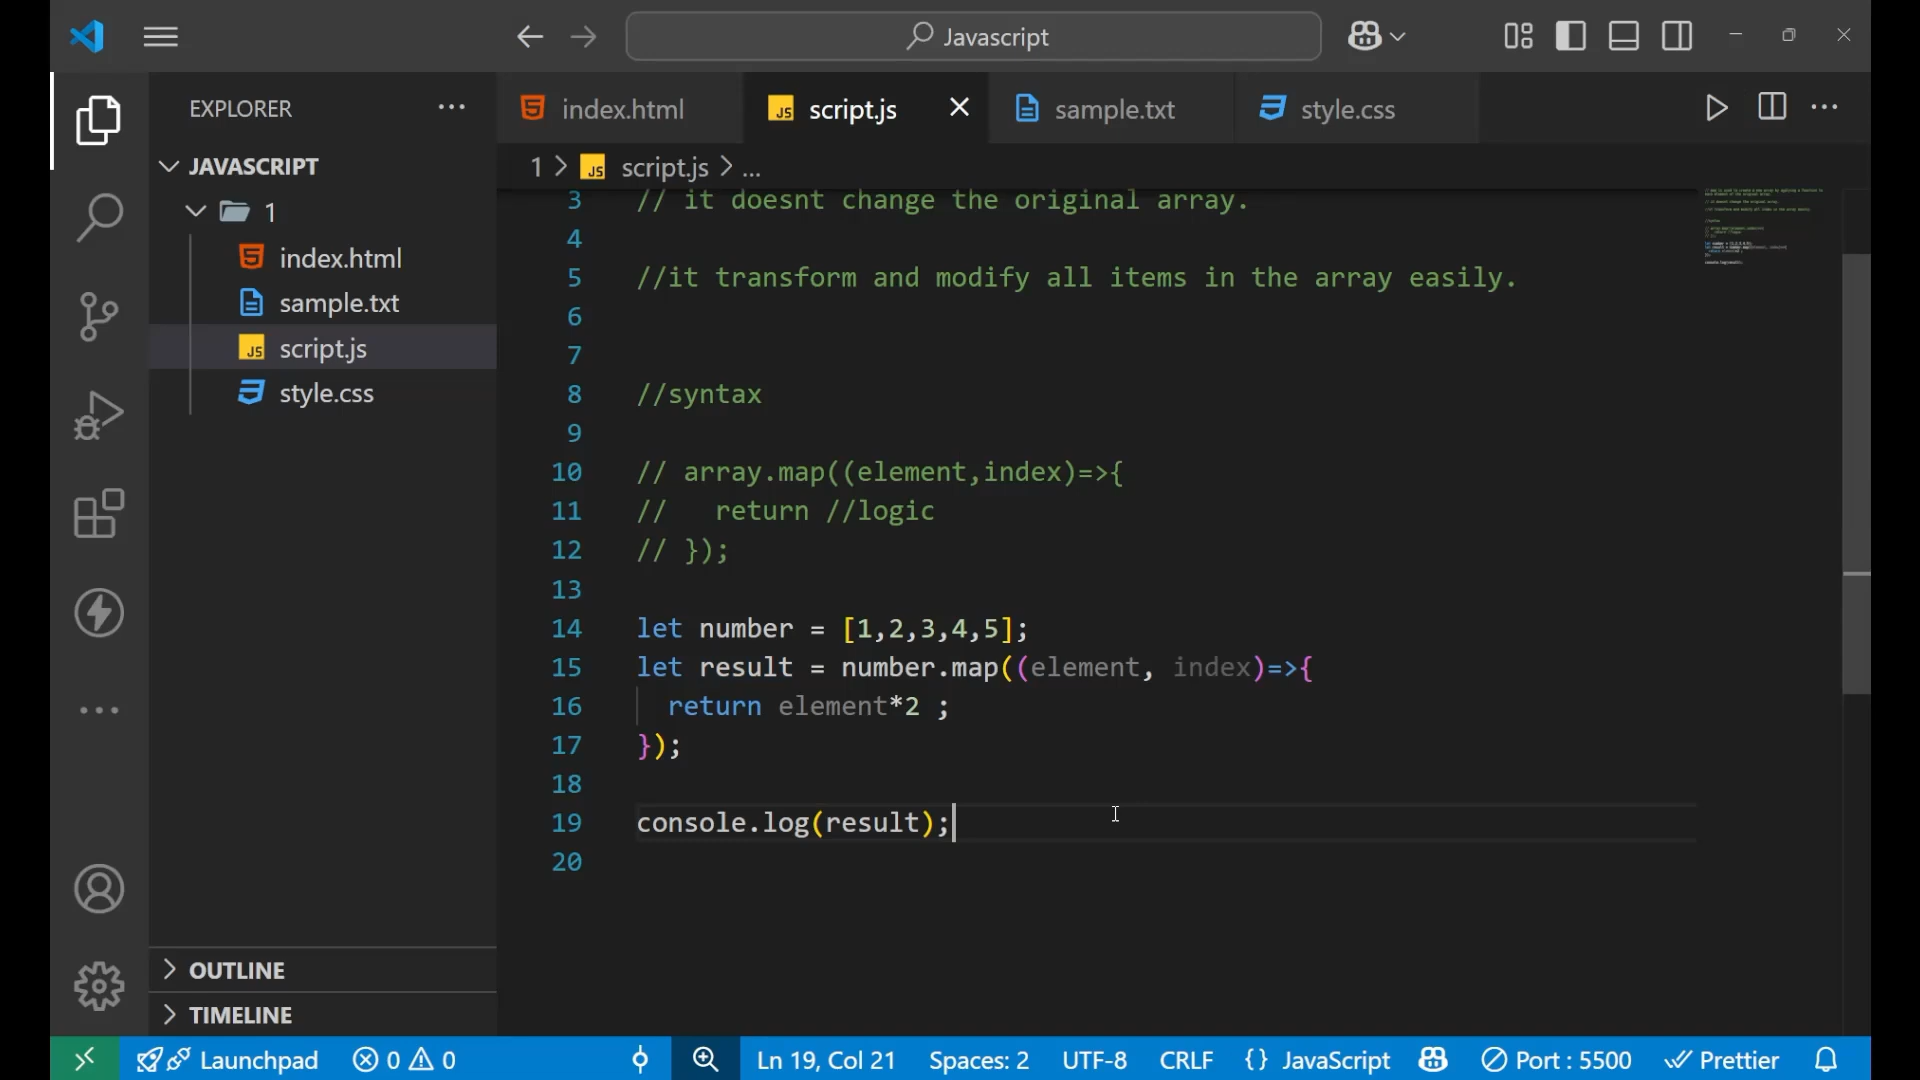 Javascript
EXPLORER
index.html
script.js
sample.txt
style.css
JAVASCRIPT
1 > script.js > ...
1
index.html
sample.txt
script.js
style.css
3 // it doesnt change the original array.
4
5 //it transform and modify all items in the array easily.
6
7
8 //syntax
9
10 // array.map((element,index)=>{
11 //   return //logic
12 // });
13
14 let number = [1,2,3,4,5];
15 let result = number.map((element, index)=>{
16   return element*2 ;
17 });
18
19 console.log(result);
20
OUTLINE
TIMELINE
Launchpad 0 0 Ln 19, Col 21 Spaces: 2 UTF-8 CRLF {} JavaScript Port : 5500 Prettier